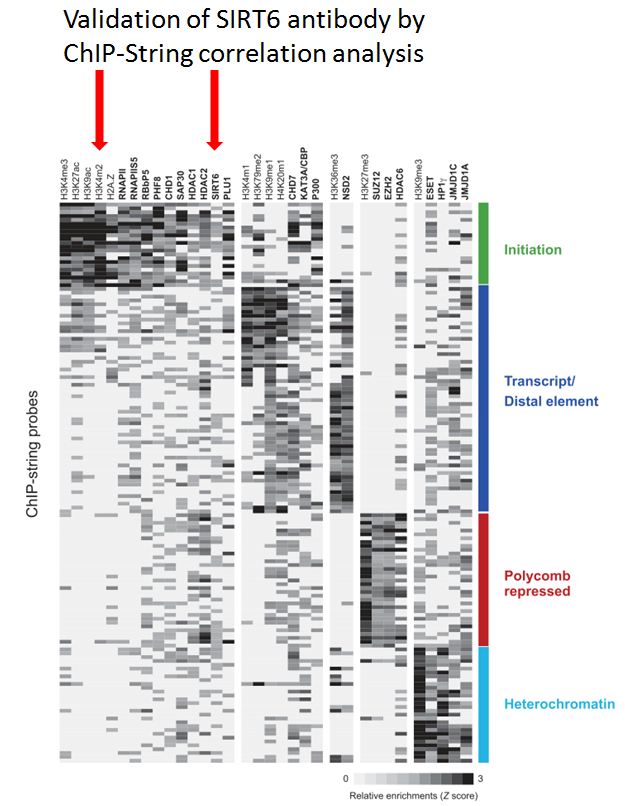 Validation of SIRT6 antibody by
ChIP-String correlation analysis
H3K4me3
H3K27ac
H3K9ac
H3K4m2
H2A.Z
RNAPII
RNAPIIS5
RBbP5
PHF8
CHD1
SAP30
HDAC1
HDAC2
SIRT6
PLU1
H3K4m1
H3K79me2
H3K9me1
H4K20m1
CHD7
KAT3A/CBP
P300
H3K36me3
NSD2
H3K27me3
SUZ12
EZH2
HDAC6
H3K9me3
ESET
HP1γ
JMJD1C
JMJD1A
ChIP-string probes
Initiation
Transcript/
Distal element
Polycomb
repressed
Heterochromatin
0 3
Relative enrichments (Z score)